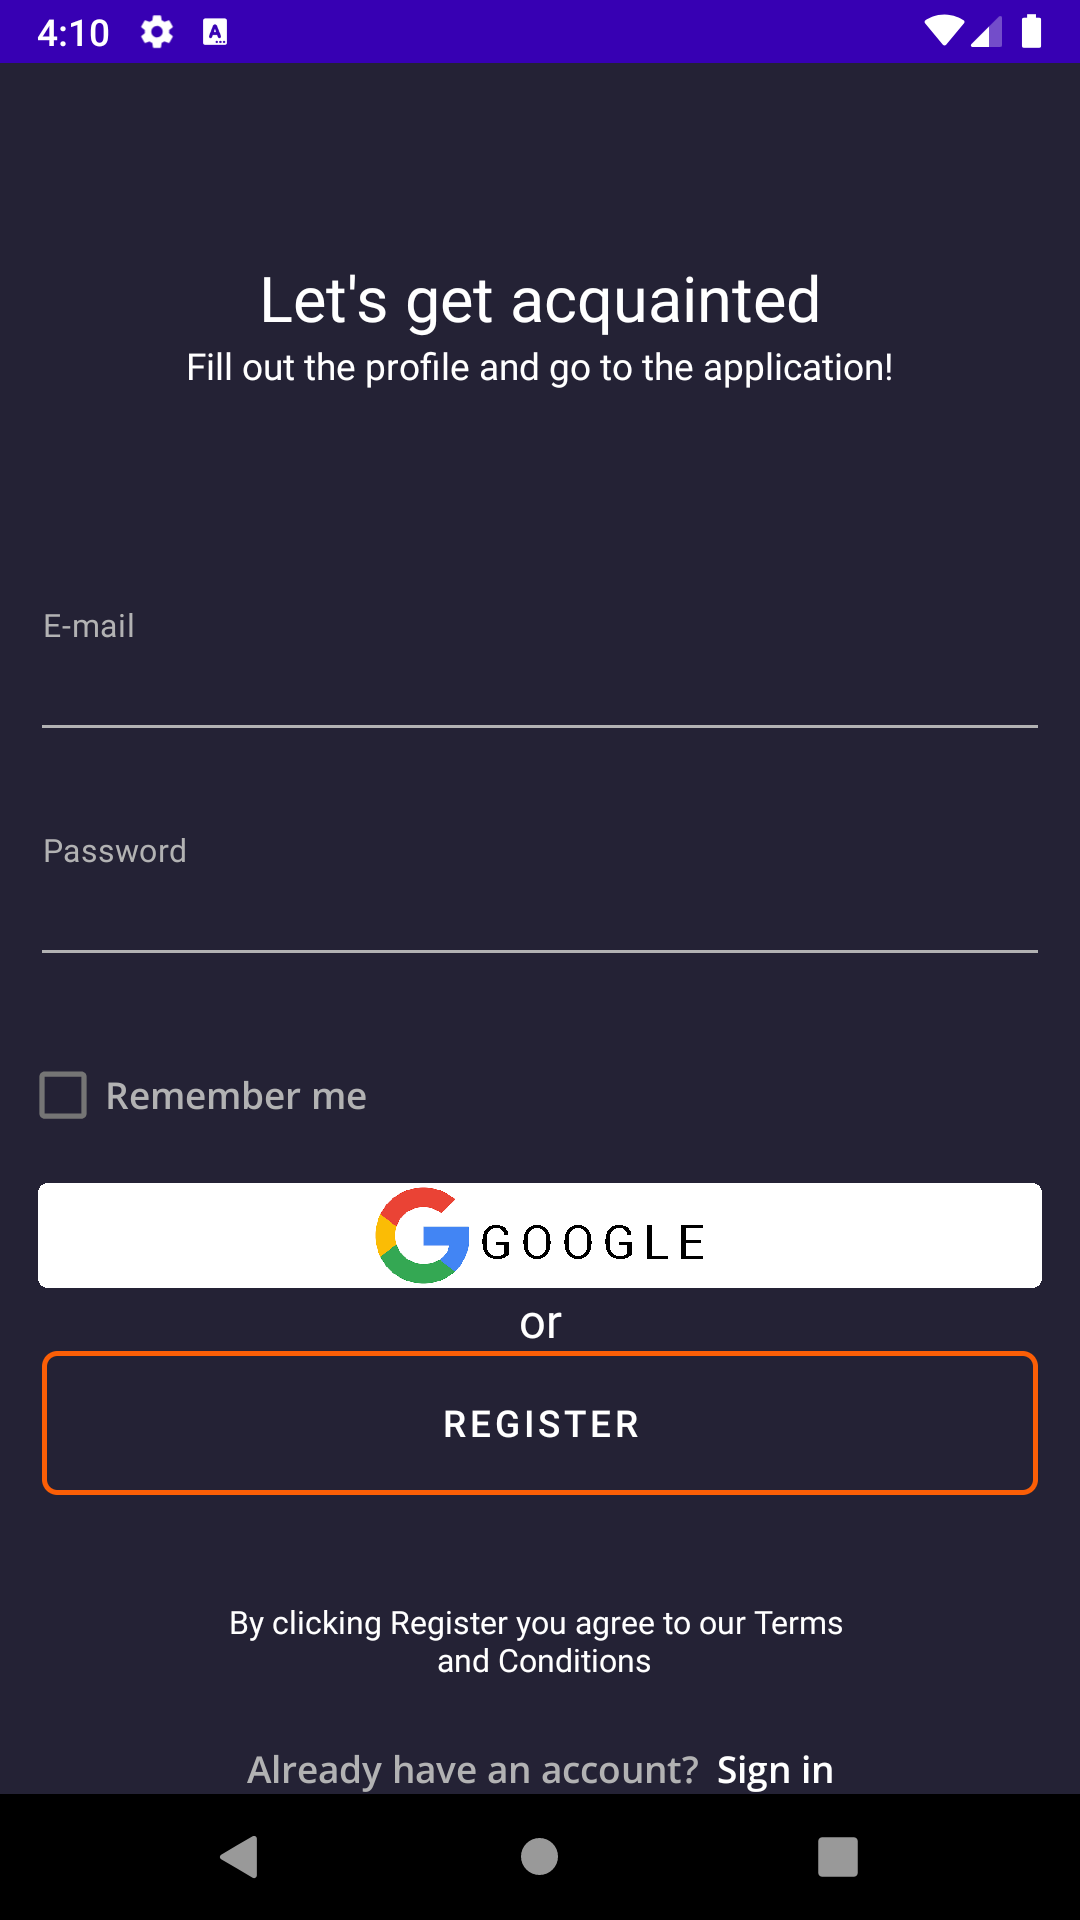 4:10
Let's get acquainted
Fill out the profile and go to the application!
E-mail
Password
Remember me
GOOGLE
or
REGISTER
By clicking Register you agree to our Terms
and Conditions
Already have an account? Sign in